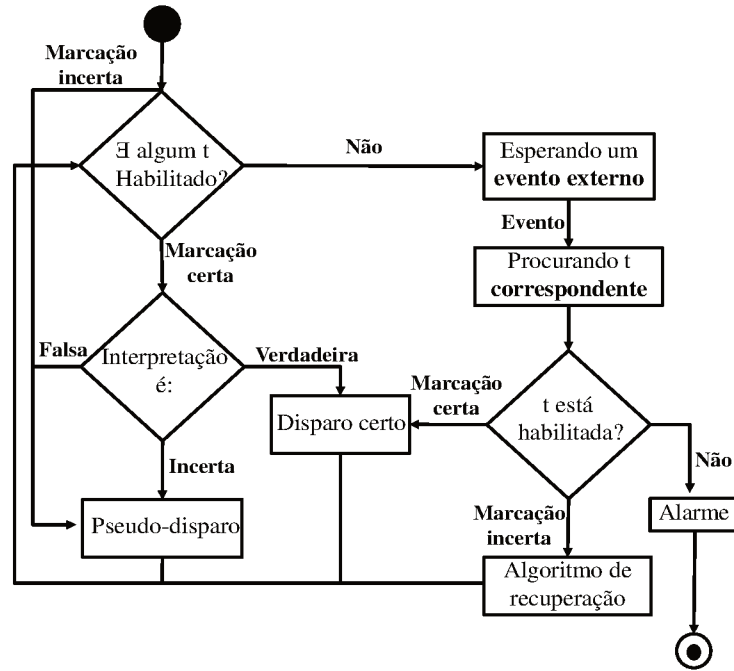 Marcação
incerta
∃ algum t
Habilitado?
Não
Esperando um
evento externo
Evento
Procurando t
correspondente
Marcação
certa
Falsa
Interpretação
é:
Verdadeira
Disparo certo
Marcação
certa
t está
habilitada?
Não
Alarme
Incerta
Pseudo-disparo
Marcação
incerta
Algoritmo de
recuperação